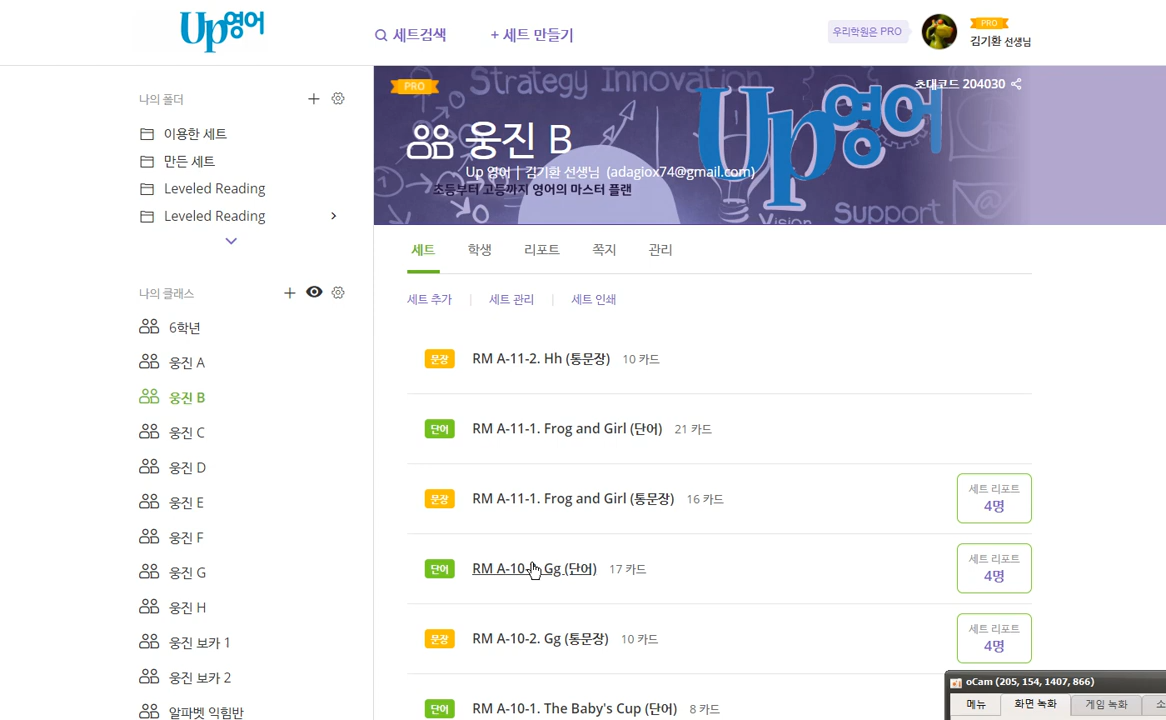 Up영어
세트검색
+ 세트 만들기
우리학원은 PRO
PRO
김기환 선생님
나의 폴더
이용한 세트
만든 세트
Leveled Reading
Leveled Reading
나의 클래스
6학년
웅진 A
웅진 B
웅진 C
웅진 D
웅진 E
웅진 F
웅진 G
웅진 H
웅진 보카 1
웅진 보카 2
알파벳 익힘반
PRO
Strategy Innovation
초대코드 204030
웅진 B
Up영어
Up 영어 | 김기환 선생님 (adagiox74@gmail.com)
초등부터 고등까지 영어의 마스터 플랜
Vision
Support
세트
학생
리포트
쪽지
관리
세트 추가 | 세트 관리 | 세트 인쇄
문장 RM A-11-2. Hh (통문장) 10 카드
단어 RM A-11-1. Frog and Girl (단어) 21 카드
문장 RM A-11-1. Frog and Girl (통문장) 16 카드
세트 리포트
4명
단어 RM A-10- Gg (단어) 17 카드
세트 리포트
4명
문장 RM A-10-2. Gg (통문장) 10 카드
세트 리포트
4명
단어 RM A-10-1. The Baby's Cup (단어) 8 카드
oCam (205, 154, 1407, 866)
메뉴
화면 녹화
게임 녹화